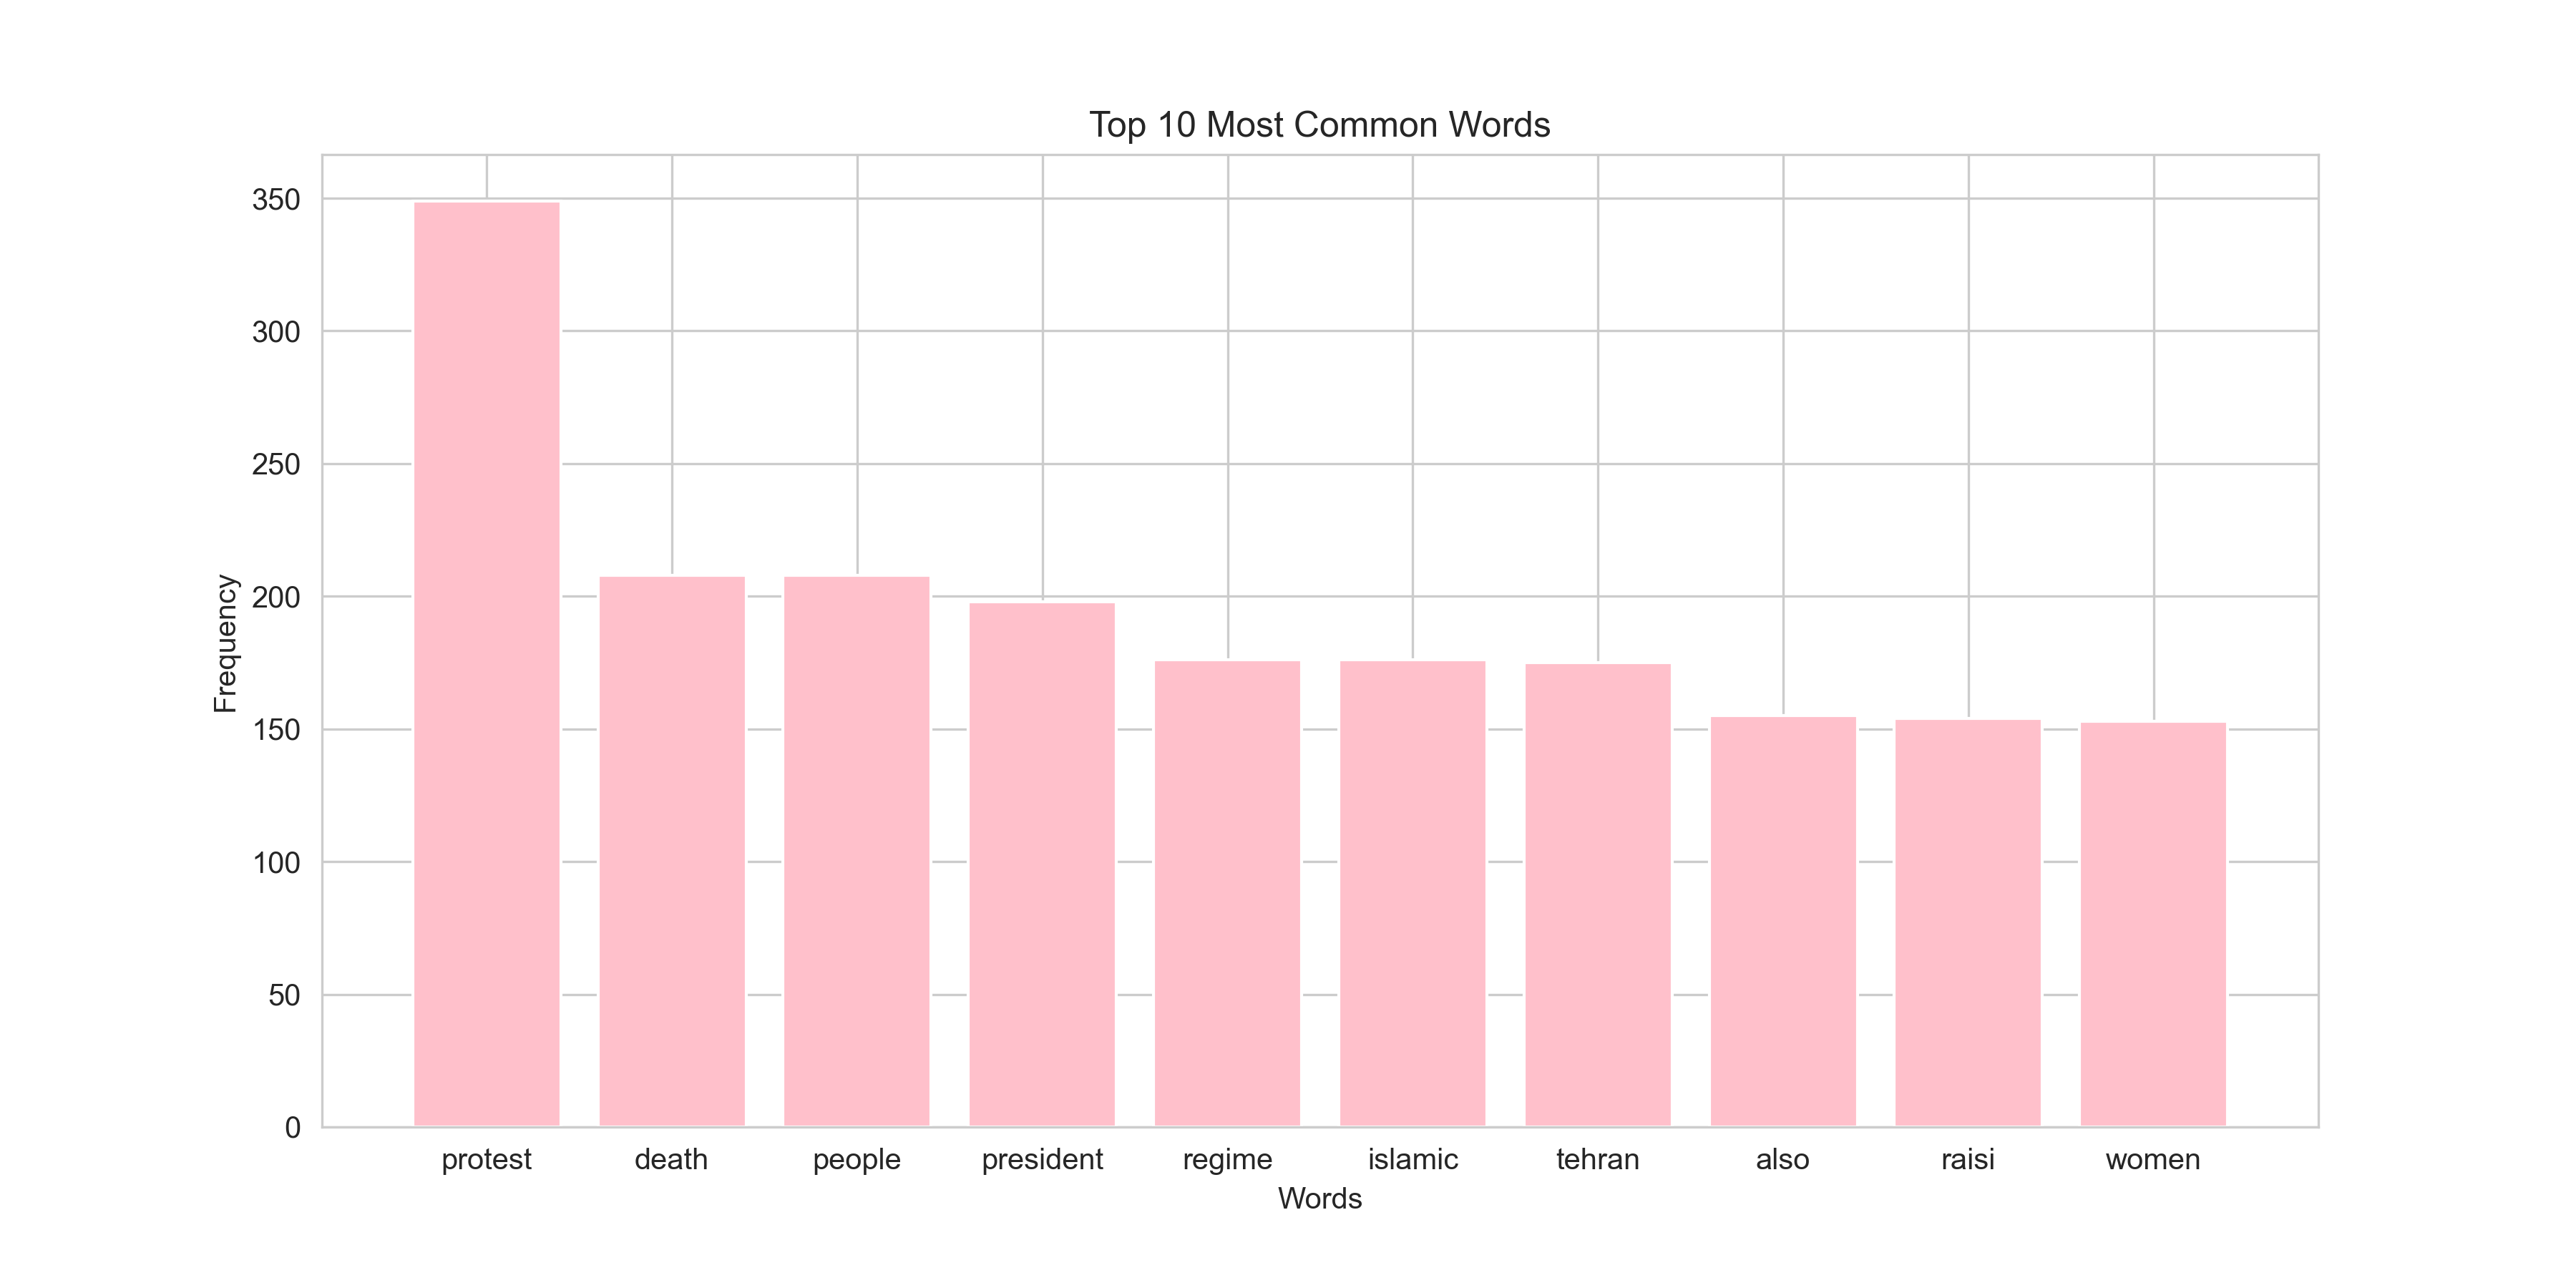 Top 10 Most Common Words
350
300
250
200
150
100
50
0
Frequency
protest death people president regime islamic tehran also raisi women
Words